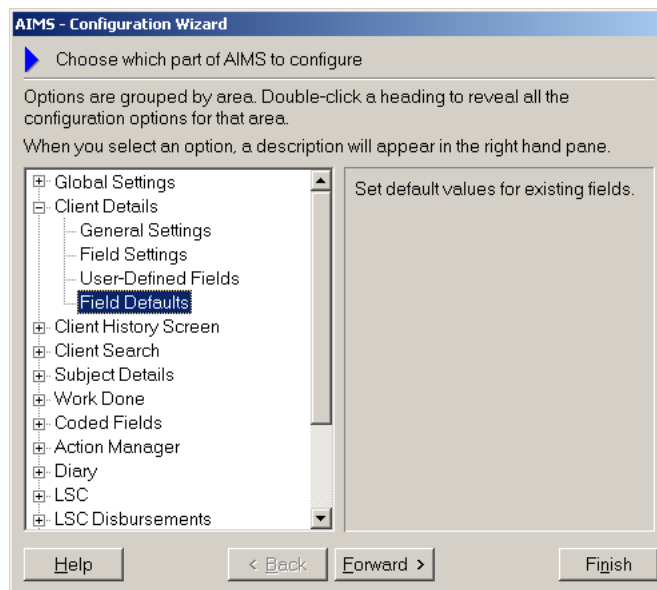 AIMS - Configuration Wizard
Choose which part of AIMS to configure
Options are grouped by area. Double-click a heading to reveal all the
configuration options for that area.
When you select an option, a description will appear in the right hand pane.
Global Settings
Client Details
General Settings
Field Settings
User-Defined Fields
Field Defaults
Client History Screen
Client Search
Subject Details
Work Done
Coded Fields
Action Manager
Diary
LSC
LSC Disbursements
Set default values for existing fields.
Help
< Back
Forward >
Finish